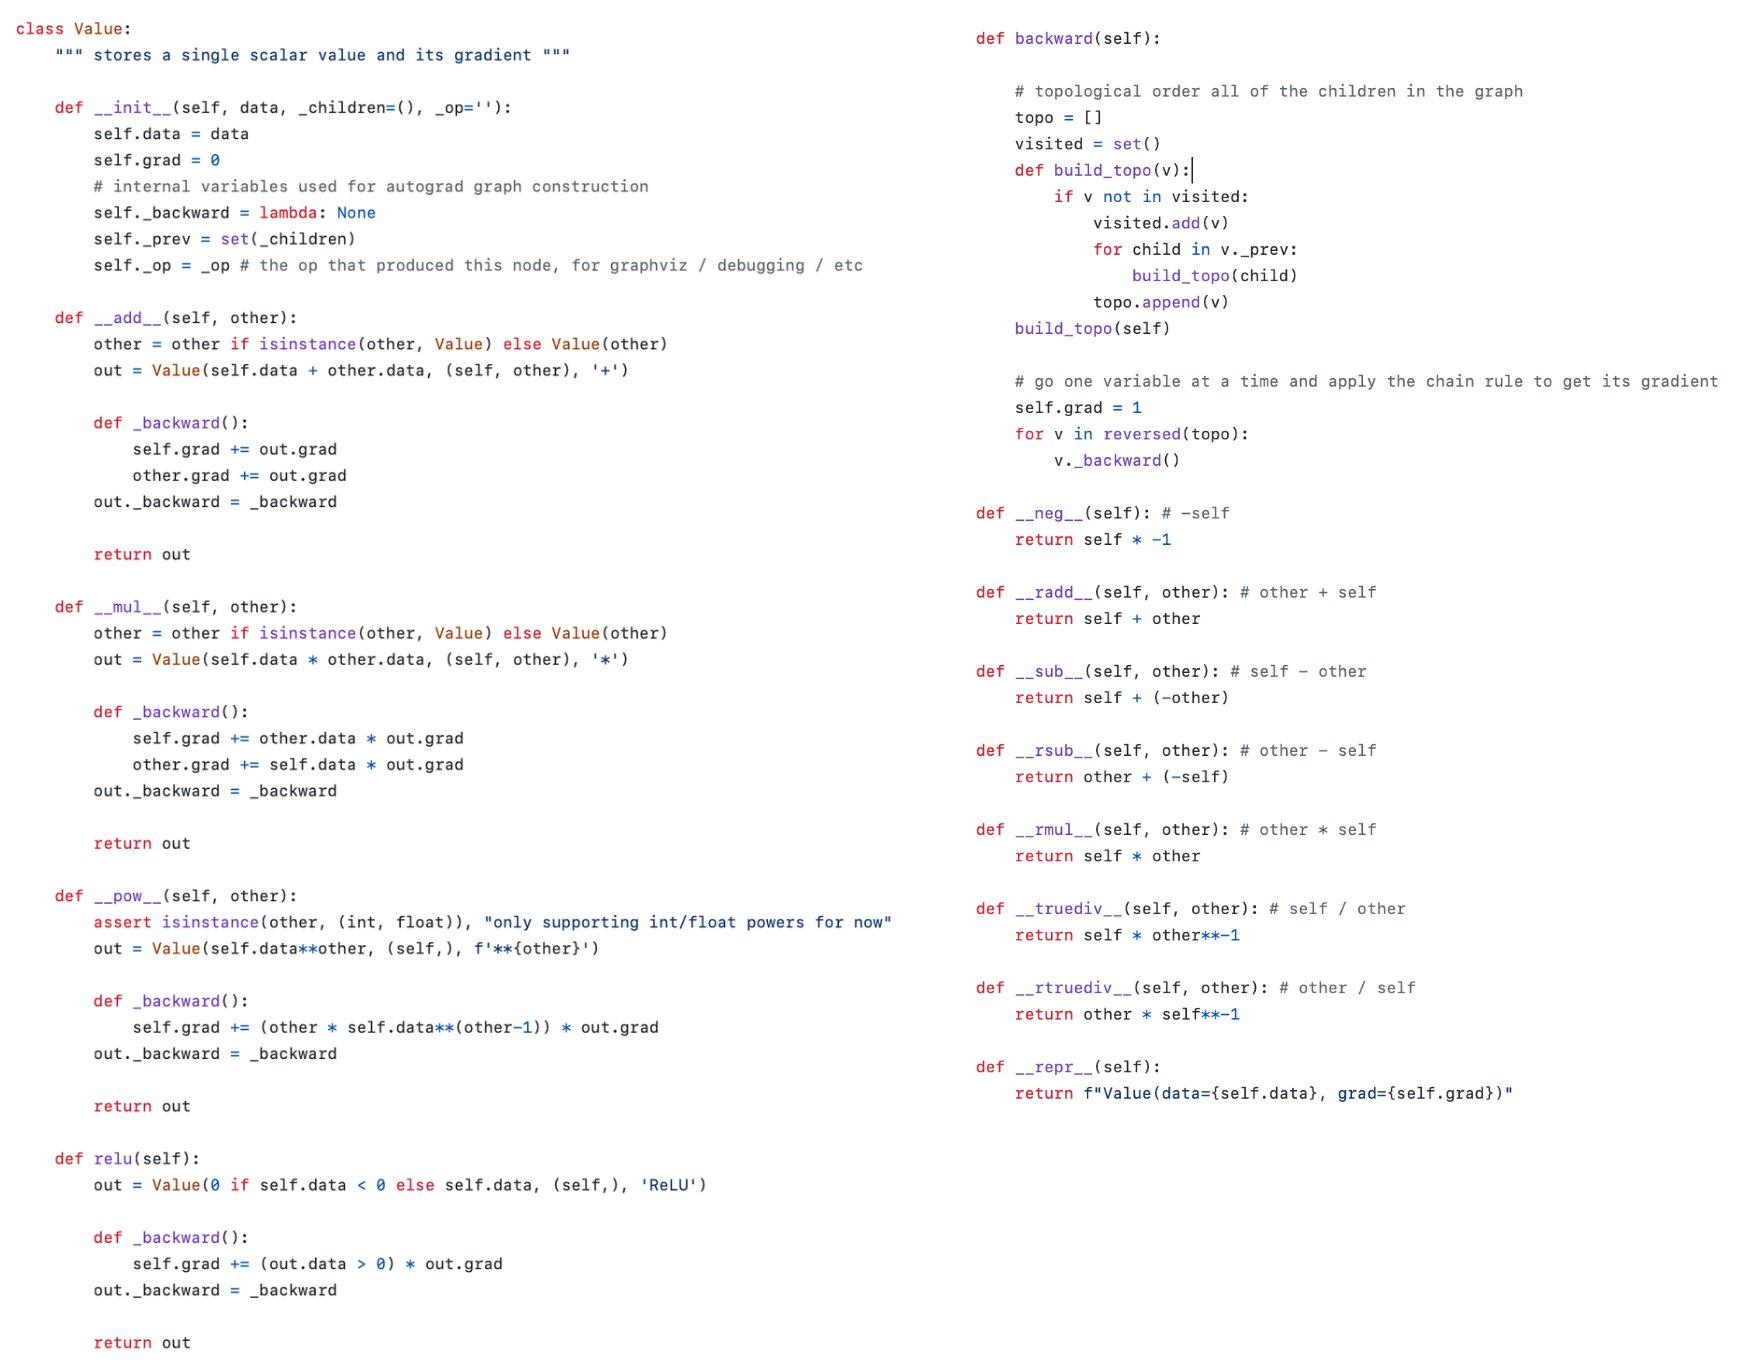 class Value:
    """ stores a single scalar value and its gradient """

    def __init__(self, data, _children=(), _op=''):
        self.data = data
        self.grad = 0
        # internal variables used for autograd graph construction
        self._backward = lambda: None
        self._prev = set(_children)
        self._op = _op # the op that produced this node, for graphviz / debugging / etc

    def __add__(self, other):
        other = other if isinstance(other, Value) else Value(other)
        out = Value(self.data + other.data, (self, other), '+')

        def _backward():
            self.grad += out.grad
            other.grad += out.grad
        out._backward = _backward

        return out

    def __mul__(self, other):
        other = other if isinstance(other, Value) else Value(other)
        out = Value(self.data * other.data, (self, other), '*')

        def _backward():
            self.grad += other.data * out.grad
            other.grad += self.data * out.grad
        out._backward = _backward

        return out

    def __pow__(self, other):
        assert isinstance(other, (int, float)), "only supporting int/float powers for now"
        out = Value(self.data**other, (self,), f'**{other}')

        def _backward():
            self.grad += (other * self.data**(other-1)) * out.grad
        out._backward = _backward

        return out

    def relu(self):
        out = Value(0 if self.data < 0 else self.data, (self,), 'ReLU')

        def _backward():
            self.grad += (out.data > 0) * out.grad
        out._backward = _backward

        return out

    def backward(self):

        # topological order all of the children in the graph
        topo = []
        visited = set()
        def build_topo(v):
            if v not in visited:
                visited.add(v)
                for child in v._prev:
                    build_topo(child)
                topo.append(v)
        build_topo(self)

        # go one variable at a time and apply the chain rule to get its gradient
        self.grad = 1
        for v in reversed(topo):
            v._backward()

    def __neg__(self): # -self
        return self * -1

    def __radd__(self, other): # other + self
        return self + other

    def __sub__(self, other): # self - other
        return self + (-other)

    def __rsub__(self, other): # other - self
        return other + (-self)

    def __rmul__(self, other): # other * self
        return self * other

    def __truediv__(self, other): # self / other
        return self * other**-1

    def __rtruediv__(self, other): # other / self
        return other * self**-1

    def __repr__(self):
        return f"Value(data={self.data}, grad={self.grad})"